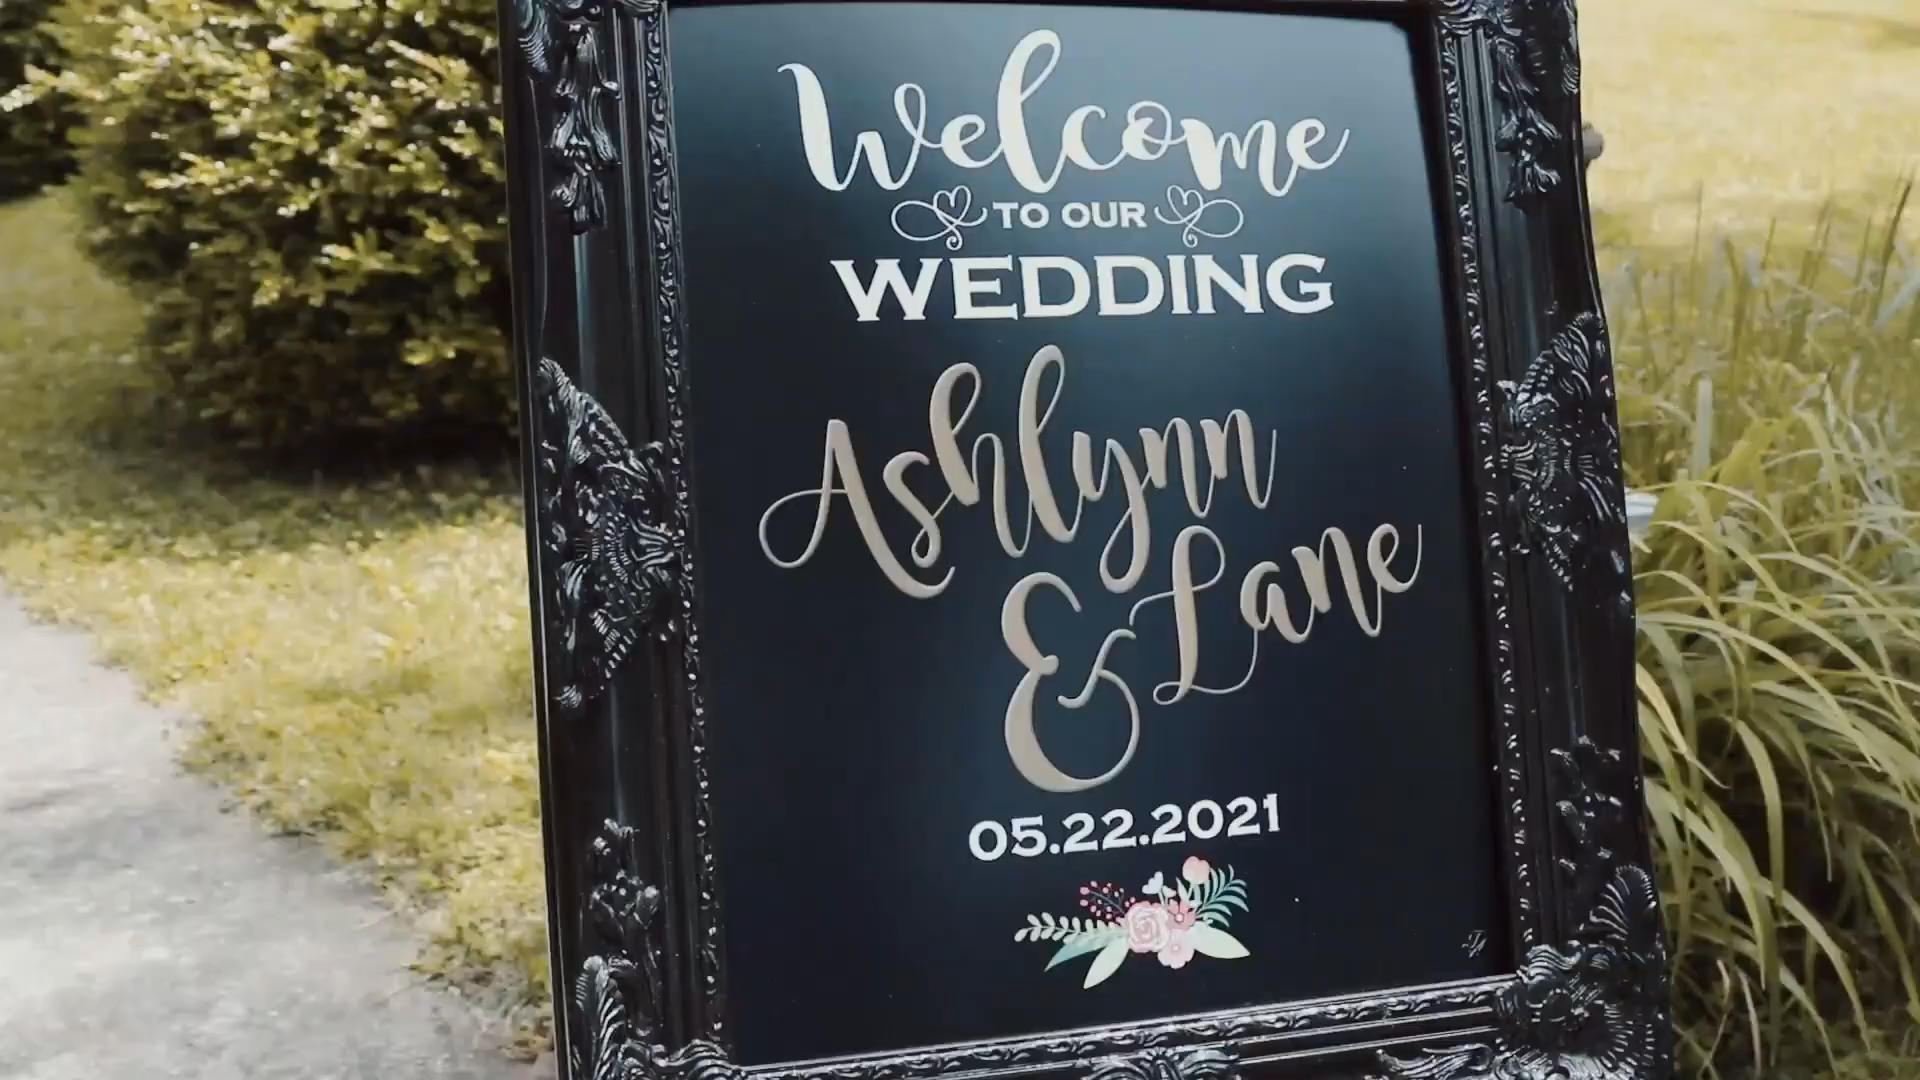 Welcome
TO OUR
WEDDING
Ashlynn
& Lane
05.22.2021